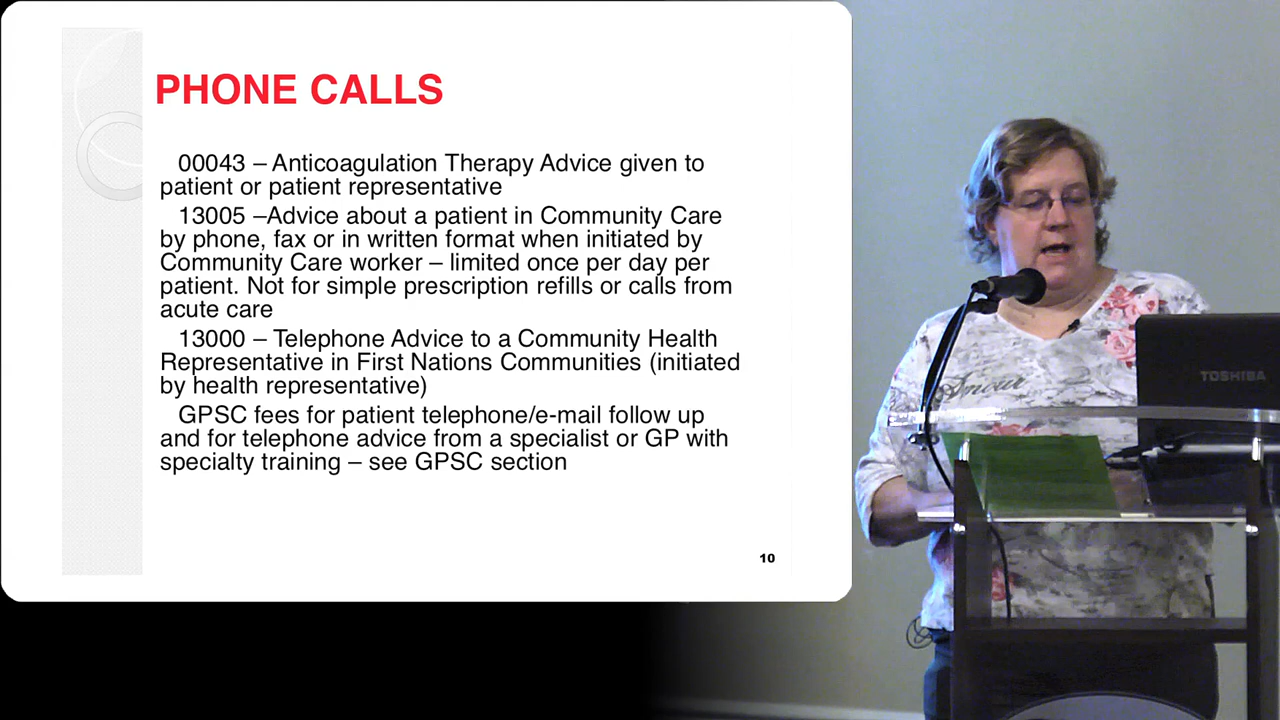 PHONE CALLS
00043 – Anticoagulation Therapy Advice given to
patient or patient representative
13005 –Advice about a patient in Community Care
by phone, fax or in written format when initiated by
Community Care worker – limited once per day per
patient. Not for simple prescription refills or calls from
acute care
13000 – Telephone Advice to a Community Health
Representative in First Nations Communities (initiated
by health representative)
GPSC fees for patient telephone/e-mail follow up
and for telephone advice from a specialist or GP with
specialty training – see GPSC section
10
Amour
TOSHIBA